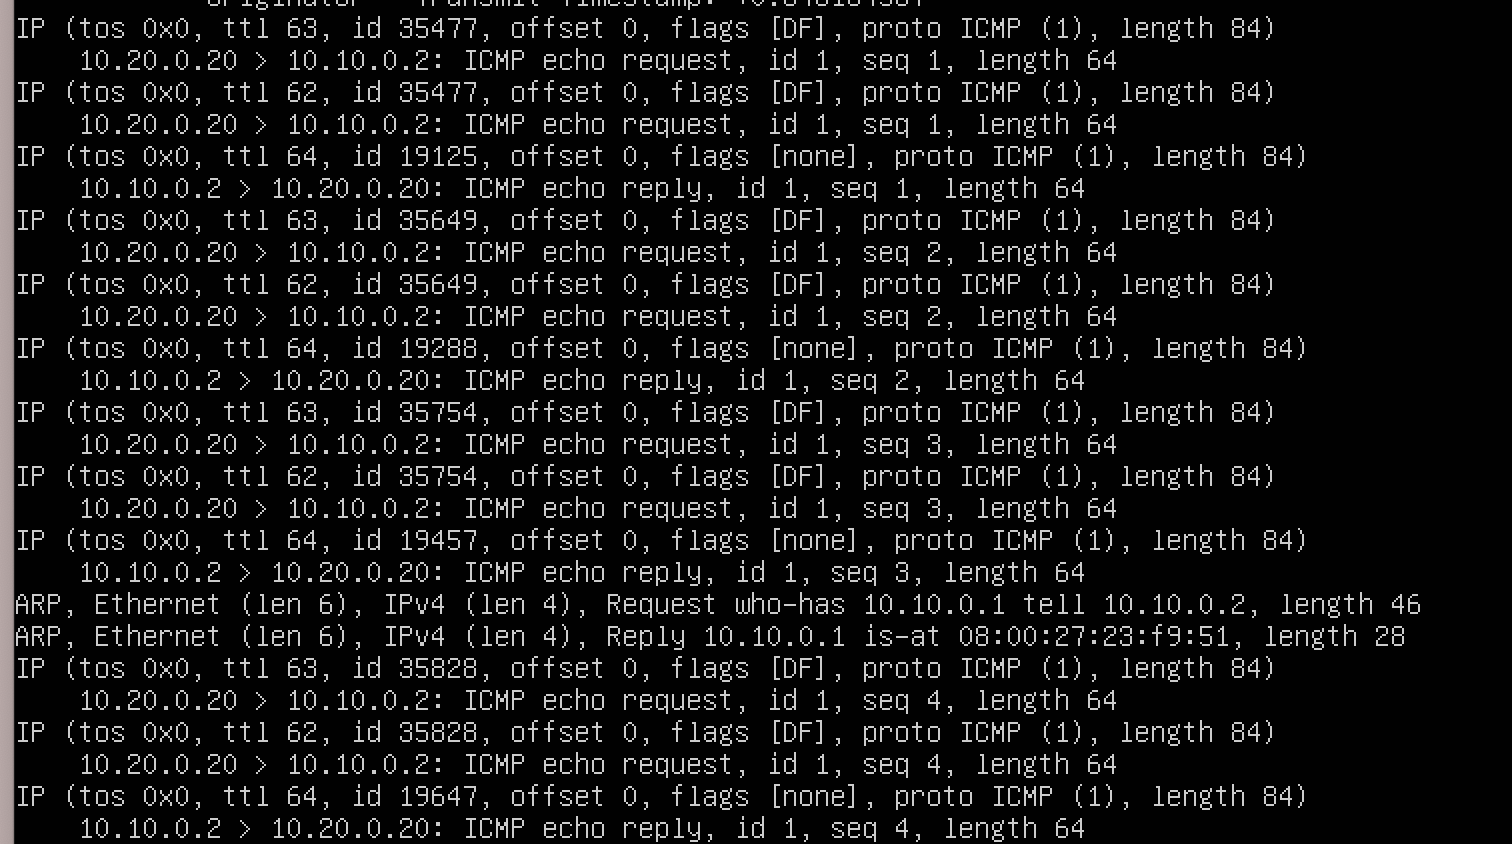 originator - Transmit Timestamp:
IP (tos 0x0, ttl 63, id 35477, offset 0, flags [DF], proto ICMP (1), length 84)
10.20.0.20 > 10.10.0.2: ICMP echo request, id 1, seq 1, length 64
IP (tos 0x0, ttl 62, id 35477, offset 0, flags [DF], proto ICMP (1), length 84)
10.20.0.20 > 10.10.0.2: ICMP echo request, id 1, seq 1, length 64
IP (tos 0x0, ttl 64, id 19125, offset 0, flags [none], proto ICMP (1), length 84)
10.10.0.2 > 10.20.0.20: ICMP echo reply, id 1, seq 1, length 64
IP (tos 0x0, ttl 63, id 35649, offset 0, flags [DF], proto ICMP (1), length 84)
10.20.0.20 > 10.10.0.2: ICMP echo request, id 1, seq 2, length 64
IP (tos 0x0, ttl 62, id 35649, offset 0, flags [DF], proto ICMP (1), length 84)
10.20.0.20 > 10.10.0.2: ICMP echo request, id 1, seq 2, length 64
IP (tos 0x0, ttl 64, id 19288, offset 0, flags [none], proto ICMP (1), length 84)
10.10.0.2 > 10.20.0.20: ICMP echo reply, id 1, seq 2, length 64
IP (tos 0x0, ttl 63, id 35754, offset 0, flags [DF], proto ICMP (1), length 84)
10.20.0.20 > 10.10.0.2: ICMP echo request, id 1, seq 3, length 64
IP (tos 0x0, ttl 62, id 35754, offset 0, flags [DF], proto ICMP (1), length 84)
10.20.0.20 > 10.10.0.2: ICMP echo request, id 1, seq 3, length 64
IP (tos 0x0, ttl 64, id 19457, offset 0, flags [none], proto ICMP (1), length 84)
10.10.0.2 > 10.20.0.20: ICMP echo reply, id 1, seq 3, length 64
ARP, Ethernet (len 6), IPv4 (len 4), Request who-has 10.10.0.1 tell 10.10.0.2, length 46
ARP, Ethernet (len 6), IPv4 (len 4), Reply 10.10.0.1 is-at 08:00:27:23:f9:51, length 28
IP (tos 0x0, ttl 63, id 35828, offset 0, flags [DF], proto ICMP (1), length 84)
10.20.0.20 > 10.10.0.2: ICMP echo request, id 1, seq 4, length 64
IP (tos 0x0, ttl 62, id 35828, offset 0, flags [DF], proto ICMP (1), length 84)
10.20.0.20 > 10.10.0.2: ICMP echo request, id 1, seq 4, length 64
IP (tos 0x0, ttl 64, id 19647, offset 0, flags [none], proto ICMP (1), length 84)
10.10.0.2 > 10.20.0.20: ICMP echo reply, id 1, seq 4, length 64